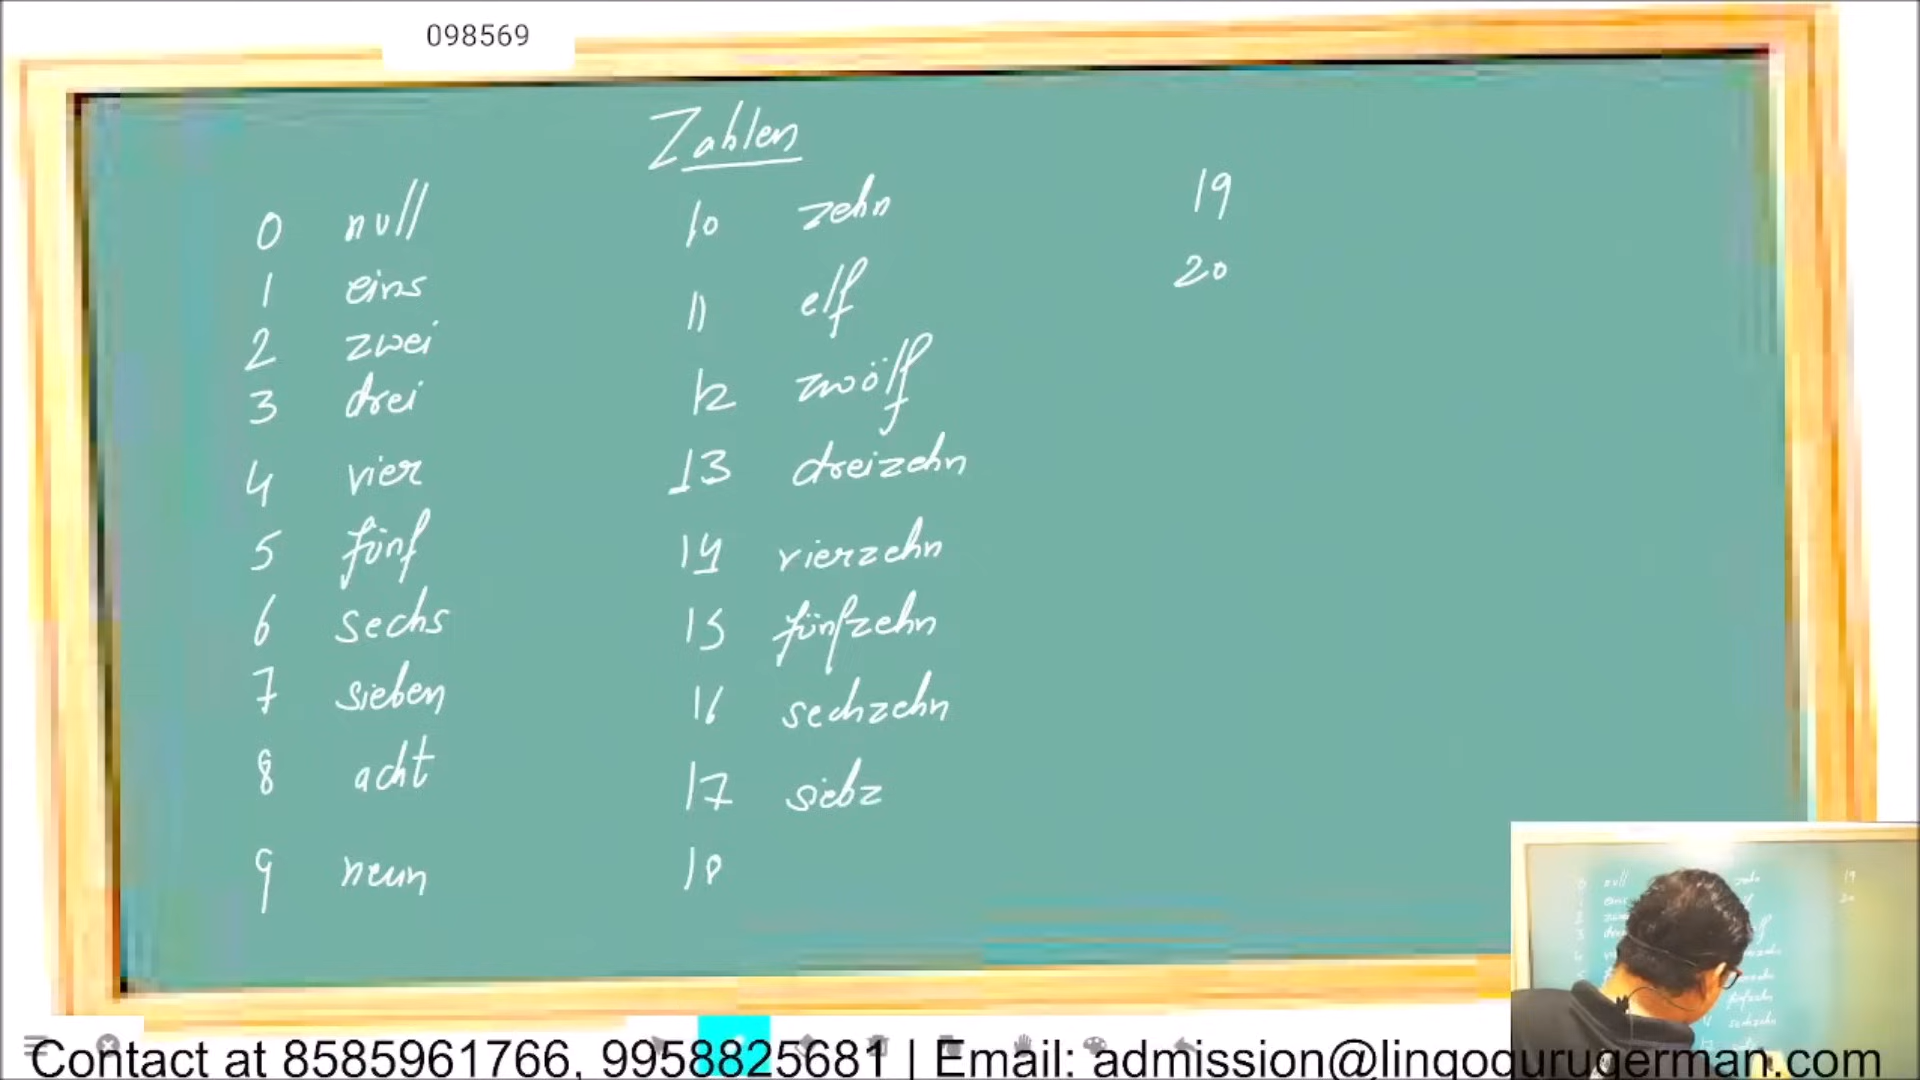 098569
Zahlen
0 null
1 eins
2 zwei
3 drei
4 vier
5 fünf
6 sechs
7 sieben
8 acht
9 neun
10 zehn
11 elf
12 zwölf
13 dreizehn
14 vierzehn
15 fünfzehn
16 sechzehn
17 siebz
18
19
20
Contact at 8585961766, 9958825681 | Email: admission@lingogurugerman.com